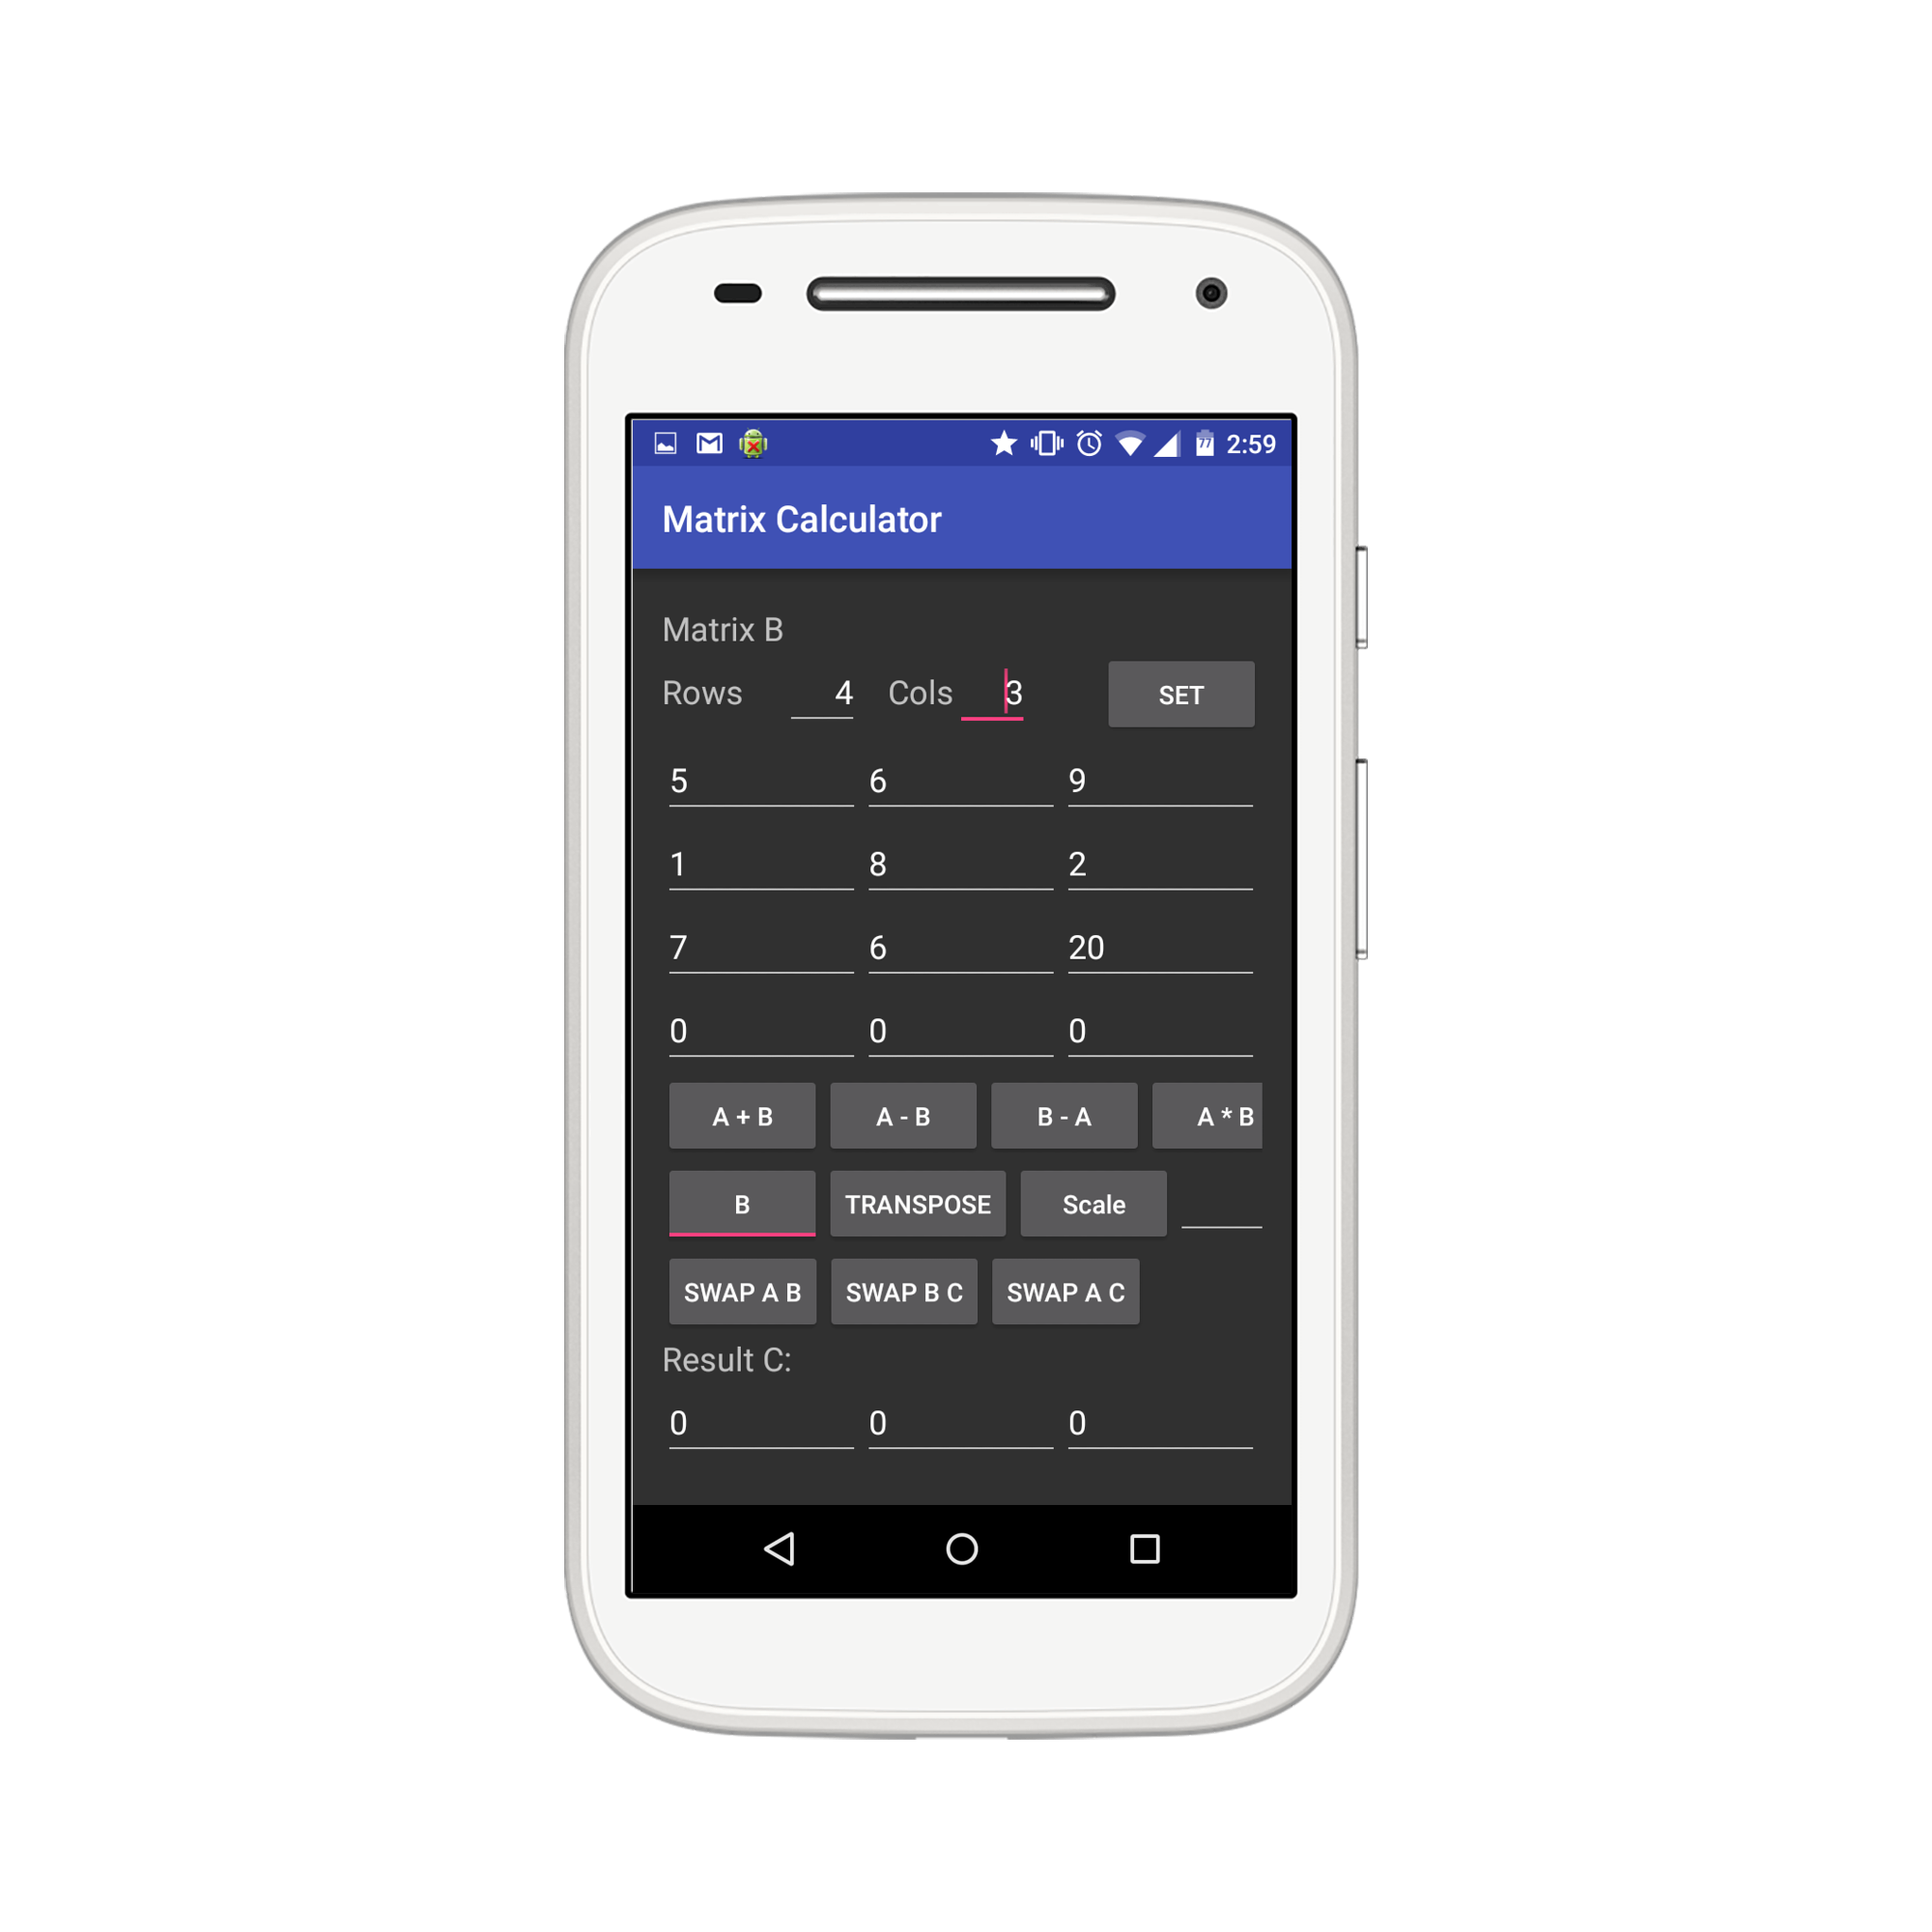 77 2:59
Matrix Calculator
Matrix B
Rows 4 Cols 3 SET
5 6 9
1 8 2
7 6 20
0 0 0
A + B A - B B - A A * B
B TRANSPOSE Scale
SWAP A B SWAP B C SWAP A C
Result C:
0 0 0